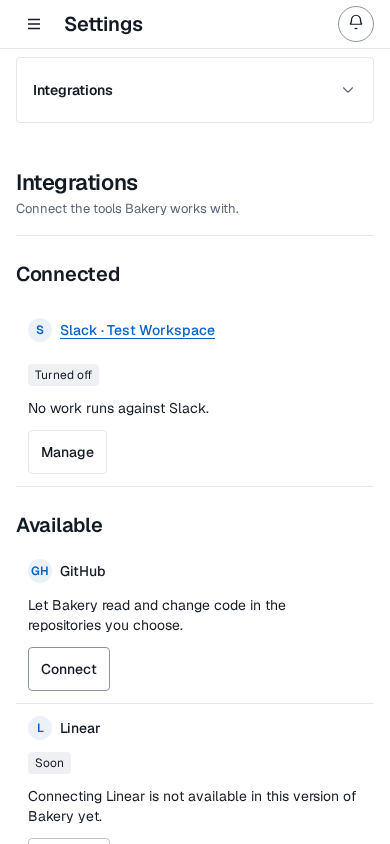 Settings
Integrations
Integrations
Connect the tools Bakery works with.
Connected
S
Slack · Test Workspace
Turned off
No work runs against Slack.
Manage
Available
GH
GitHub
Let Bakery read and change code in the
repositories you choose.
Connect
L
Linear
Soon
Connecting Linear is not available in this version of
Bakery yet.